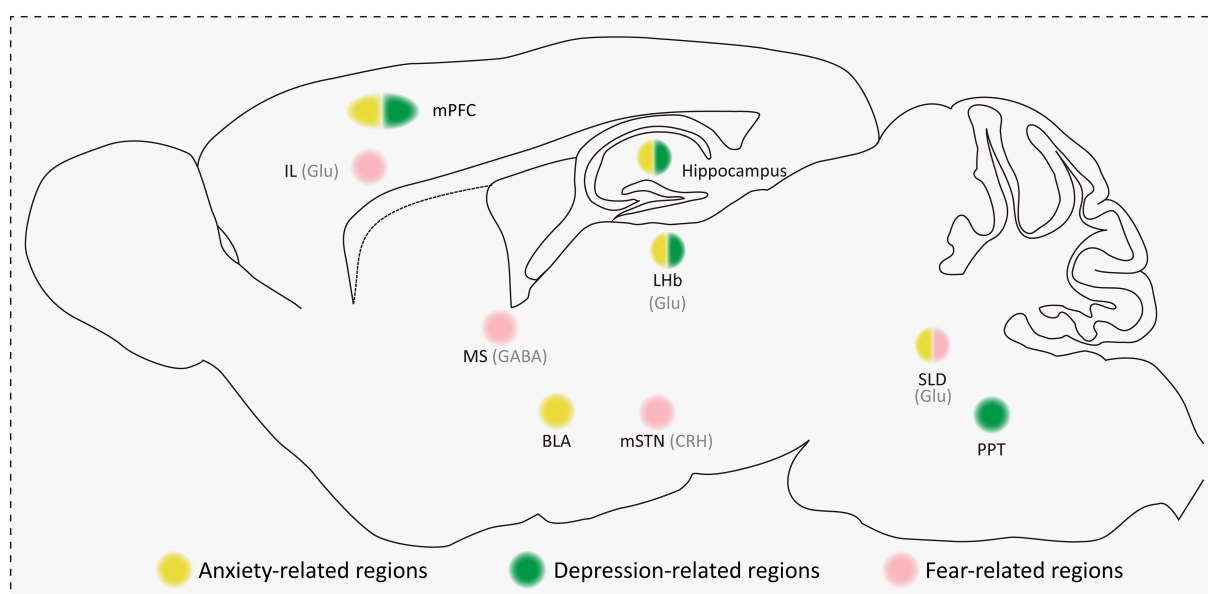 mPFC
IL (Glu)
Hippocampus
LHb
(Glu)
MS (GABA)
SLD
(Glu)
BLA
mSTN (CRH)
PPT
Anxiety-related regions
Depression-related regions
Fear-related regions